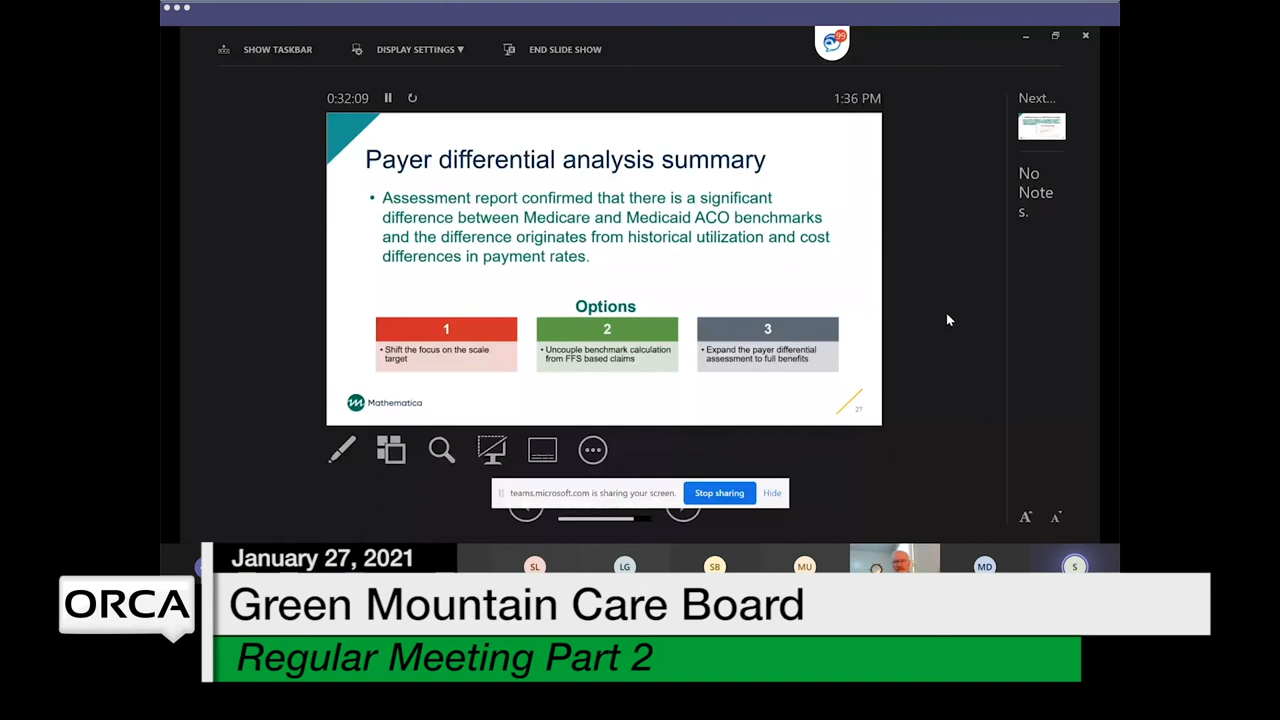 SHOW TASKBAR
DISPLAY SETTINGS ▼
END SLIDE SHOW
99
0:32:09
1:36 PM
Next...
Payer differential analysis summary
• Assessment report confirmed that there is a significant
difference between Medicare and Medicaid ACO benchmarks
and the difference originates from historical utilization and cost
differences in payment rates.
No
Note
s.
Options
1
2
3
• Shift the focus on the scale
target
• Uncouple benchmark calculation
from FFS based claims
• Expand the payer differential
assessment to full benefits
Mathematica
27
teams.microsoft.com is sharing your screen.
Stop sharing
Hide
A
A
SL
LG
SB
MU
MD
S
January 27, 2021
ORCA
Green Mountain Care Board
Regular Meeting Part 2